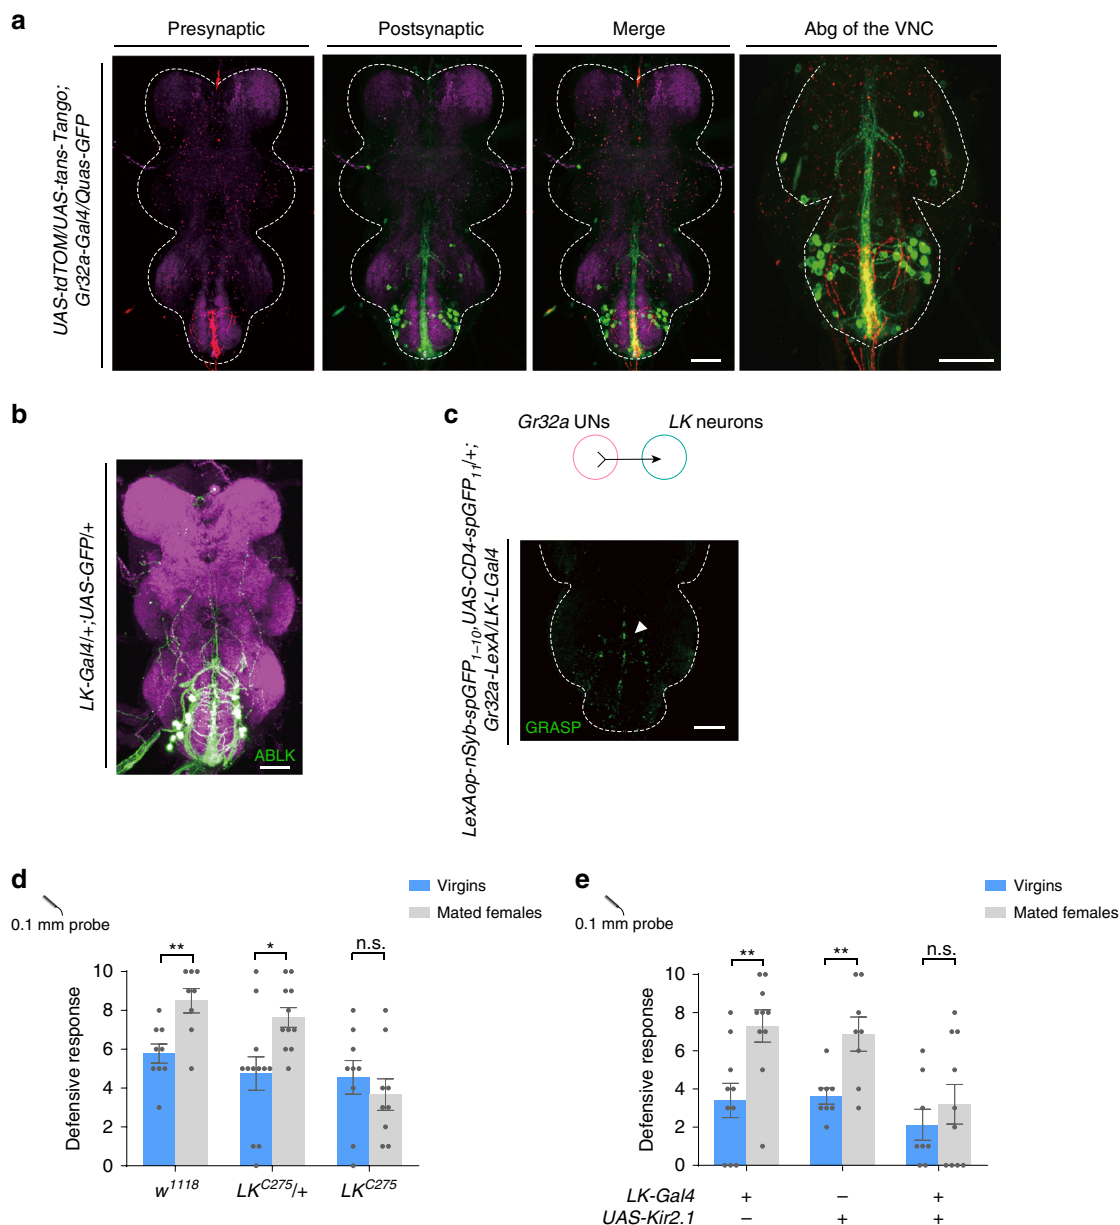 a
Presynaptic
Postsynaptic
Merge
Abg of the VNC
UAS-tdTOM/UAS-tans-Tango;
Gr32a-Gal4/Quas-GFP
b
LK-Gal4/+;UAS-GFP/+
ABLK
c
Gr32a UNs
LK neurons
LexAop-nSyb-spGFP1–10,UAS-CD4-spGFP11/+;
Gr32a-LexA/LK-LGal4
GRASP
d
0.1 mm probe
Virgins
Mated females
** * n.s.
Defensive response
10
8
6
4
2
0
w1118 LKC275/+ LKC275
e
0.1 mm probe
Virgins
Mated females
** ** n.s.
Defensive response
10
8
6
4
2
0
LK-Gal4 + – +
UAS-Kir2.1 – + +